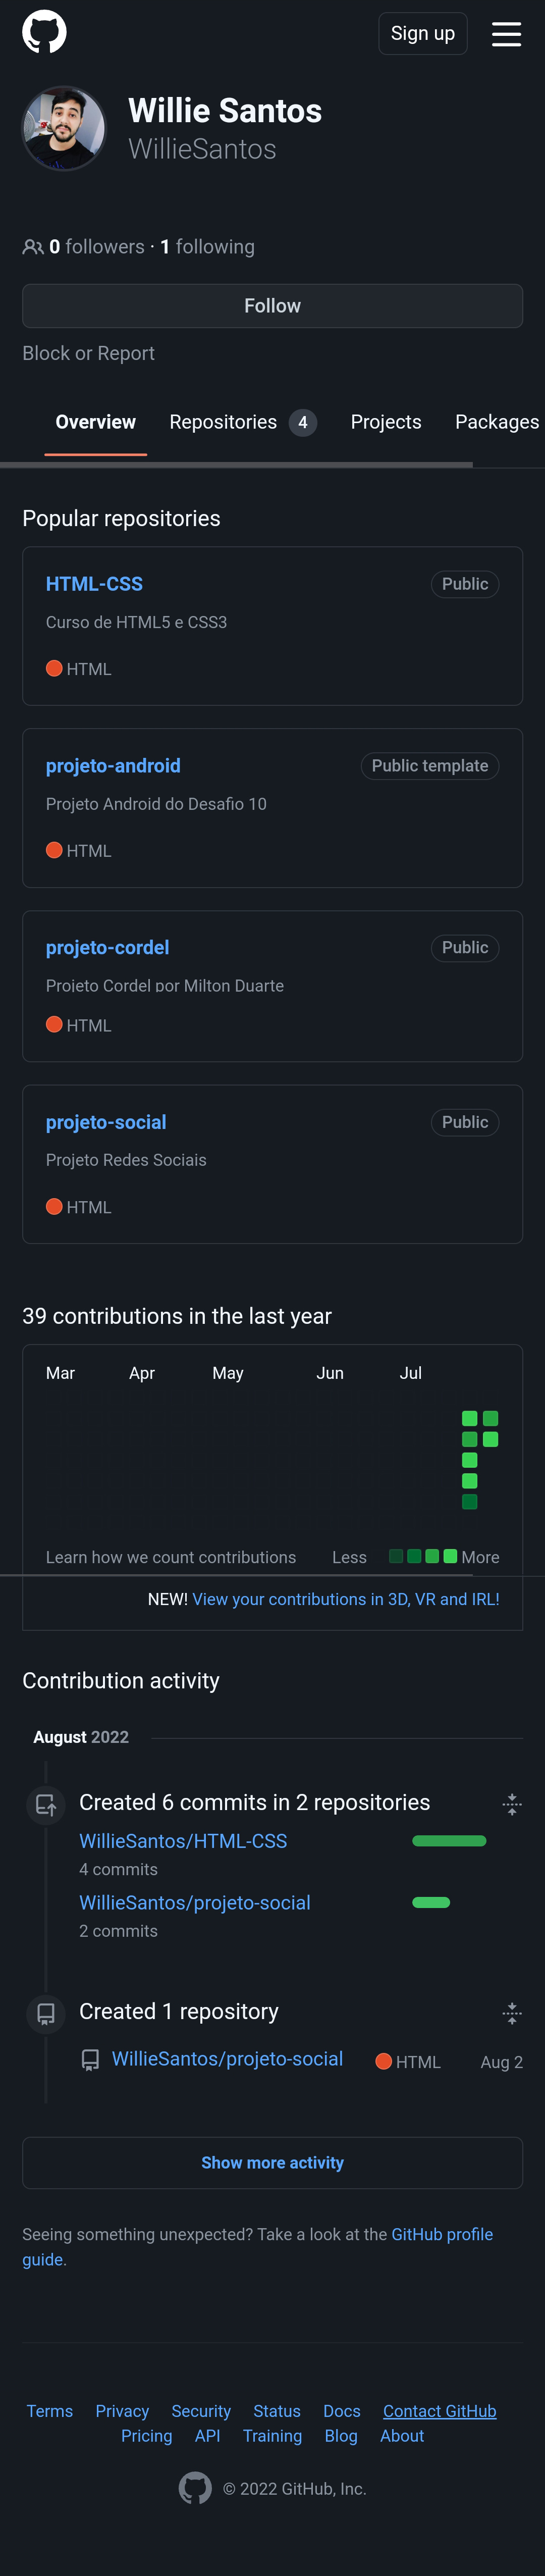 Sign up
Willie Santos
WillieSantos
0 followers · 1 following
Follow
Block or Report
Overview Repositories 4 Projects Packages
Popular repositories
HTML-CSS Public
Curso de HTML5 e CSS3
HTML
projeto-android Public template
Projeto Android do Desafio 10
HTML
projeto-cordel Public
Projeto Cordel por Milton Duarte
HTML
projeto-social Public
Projeto Redes Sociais
HTML
39 contributions in the last year
Mar Apr May Jun Jul
Learn how we count contributions Less More
NEW! View your contributions in 3D, VR and IRL!
Contribution activity
August 2022
Created 6 commits in 2 repositories
WillieSantos/HTML-CSS
4 commits
WillieSantos/projeto-social
2 commits
Created 1 repository
WillieSantos/projeto-social HTML Aug 2
Show more activity
Seeing something unexpected? Take a look at the GitHub profile
guide.
Terms Privacy Security Status Docs Contact GitHub
Pricing API Training Blog About
© 2022 GitHub, Inc.